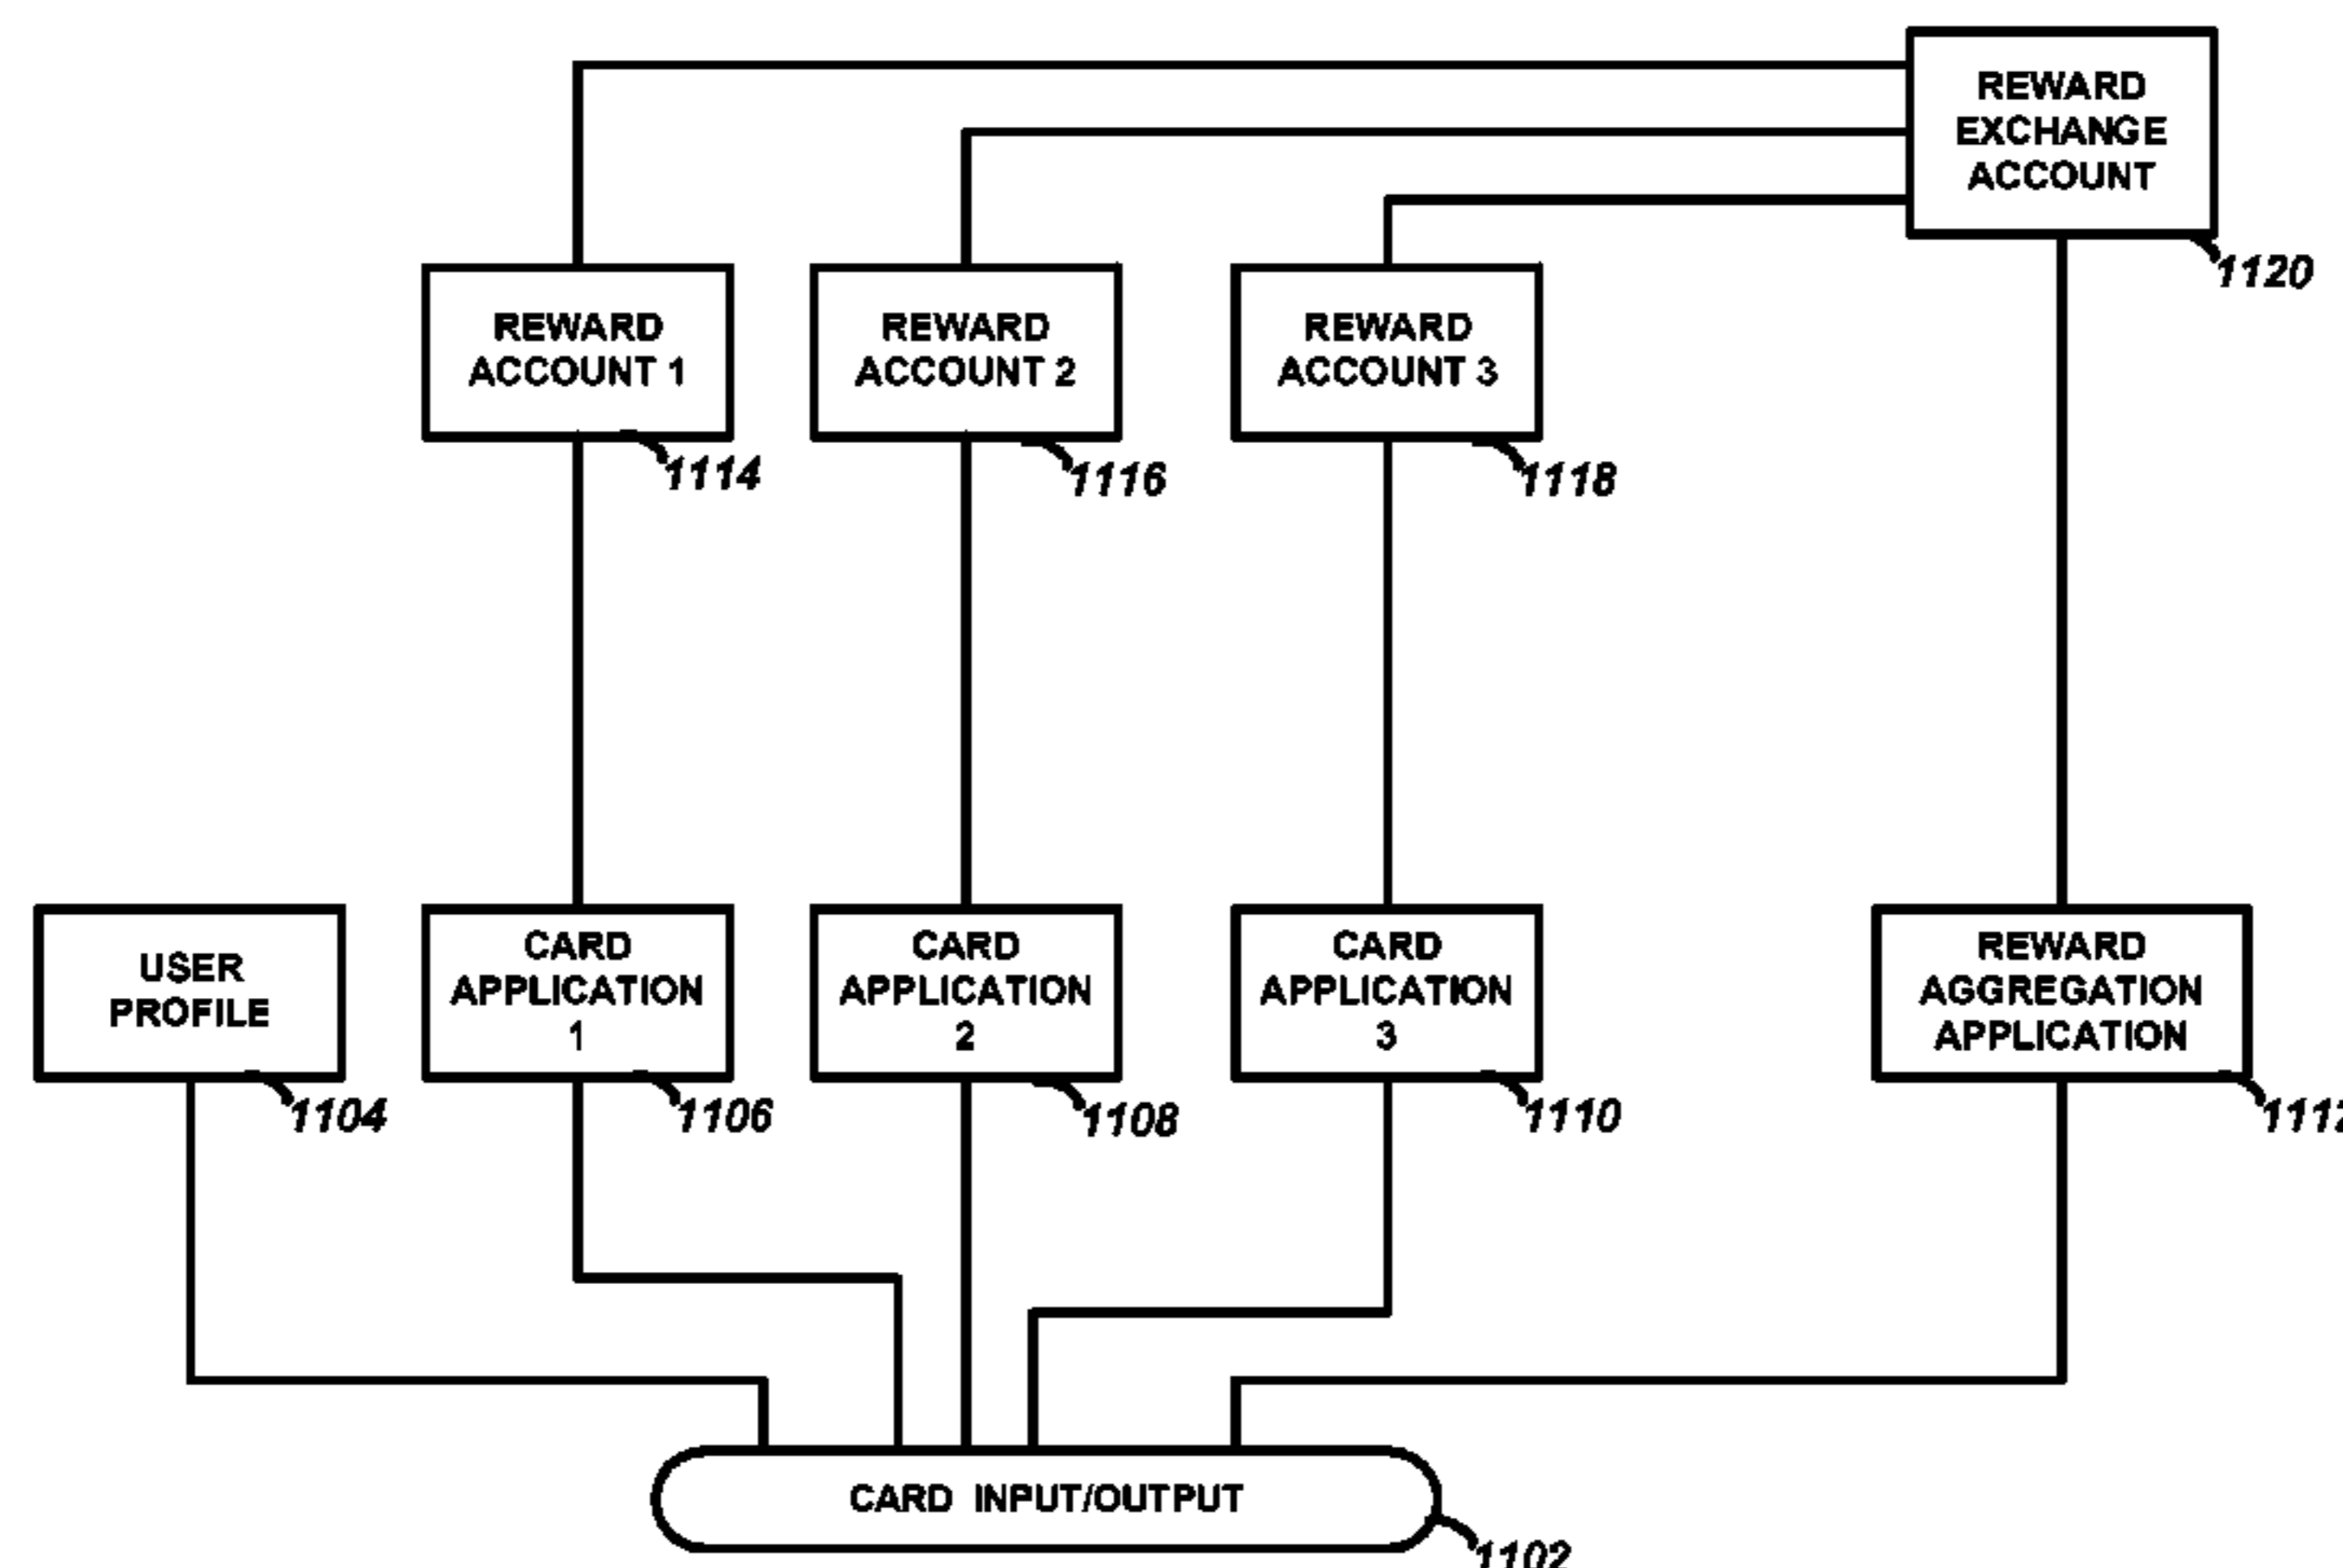 REWARD
EXCHANGE
ACCOUNT
1120
REWARD
ACCOUNT 1
1114
REWARD
ACCOUNT 2
1116
REWARD
ACCOUNT 3
1118
USER
PROFILE
1104
CARD
APPLICATION
1
1106
CARD
APPLICATION
2
1108
CARD
APPLICATION
3
1110
REWARD
AGGREGATION
APPLICATION
1112
CARD INPUT/OUTPUT
1102